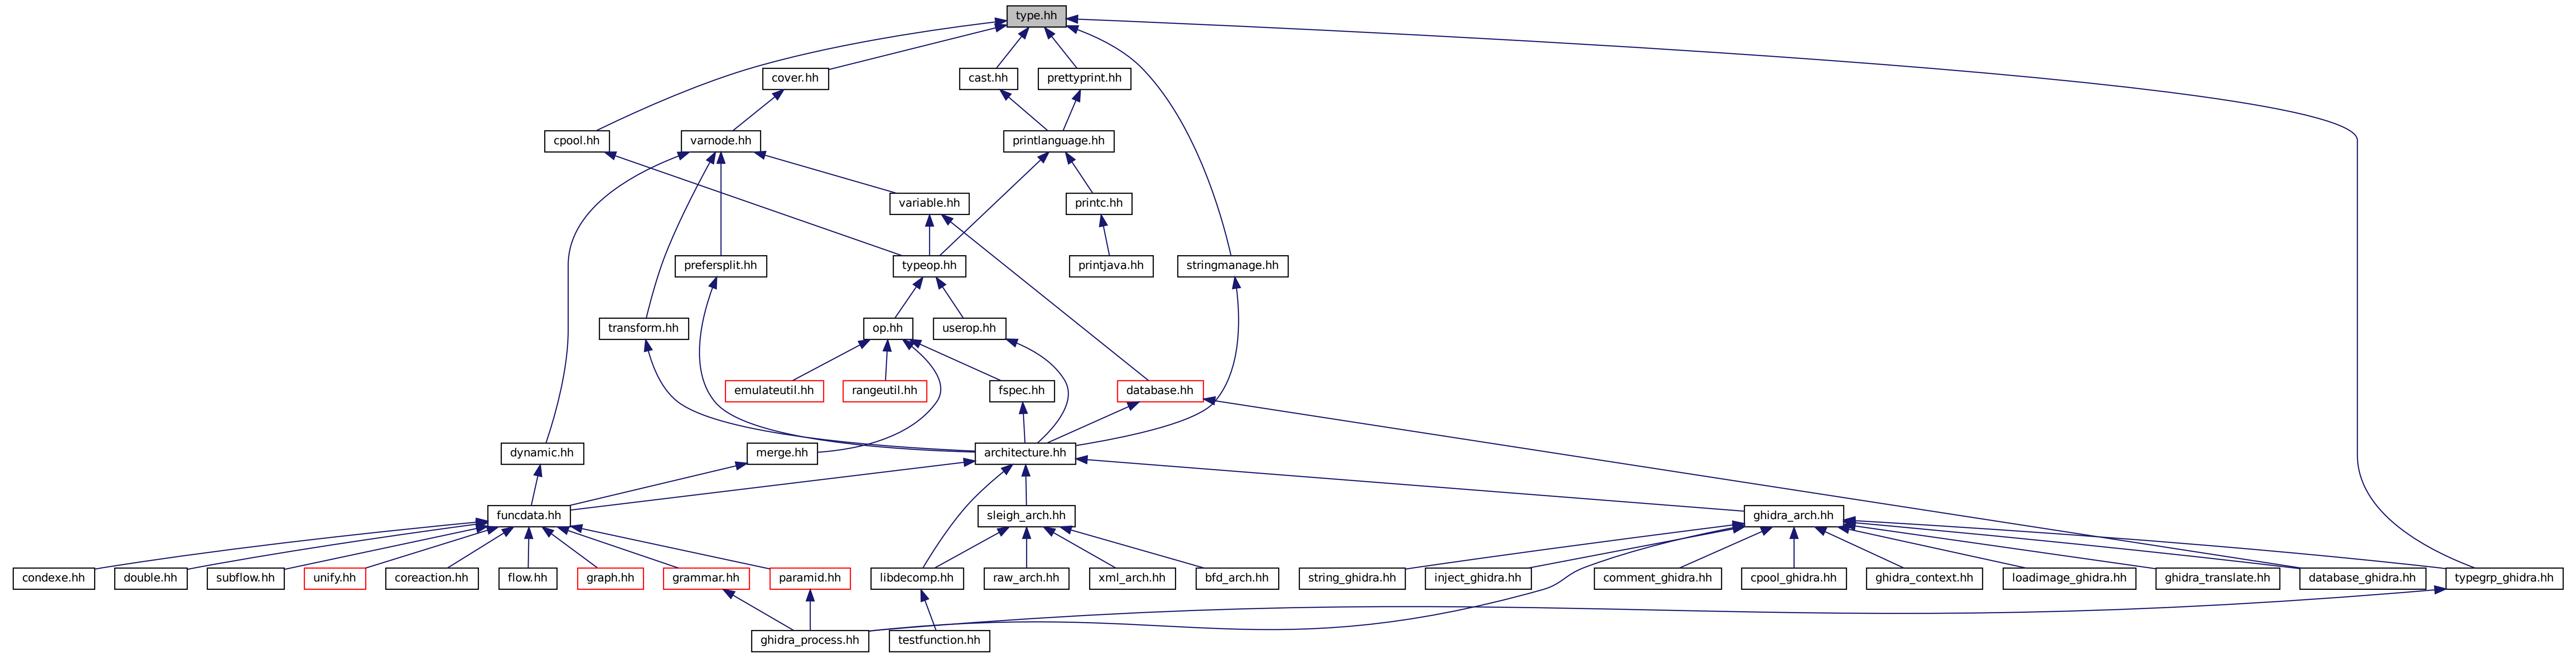 type.hh
cover.hh
cast.hh
prettyprint.hh
cpool.hh
varnode.hh
printlanguage.hh
variable.hh
printc.hh
prefersplit.hh
typeop.hh
printjava.hh
stringmanage.hh
transform.hh
op.hh
userop.hh
emulateutil.hh
rangeutil.hh
fspec.hh
database.hh
dynamic.hh
merge.hh
architecture.hh
funcdata.hh
sleigh_arch.hh
ghidra_arch.hh
condexe.hh
double.hh
subflow.hh
unify.hh
coreaction.hh
flow.hh
graph.hh
grammar.hh
paramid.hh
libdecomp.hh
raw_arch.hh
xml_arch.hh
bfd_arch.hh
string_ghidra.hh
inject_ghidra.hh
comment_ghidra.hh
cpool_ghidra.hh
ghidra_context.hh
loadimage_ghidra.hh
ghidra_translate.hh
database_ghidra.hh
typegrp_ghidra.hh
ghidra_process.hh
testfunction.hh